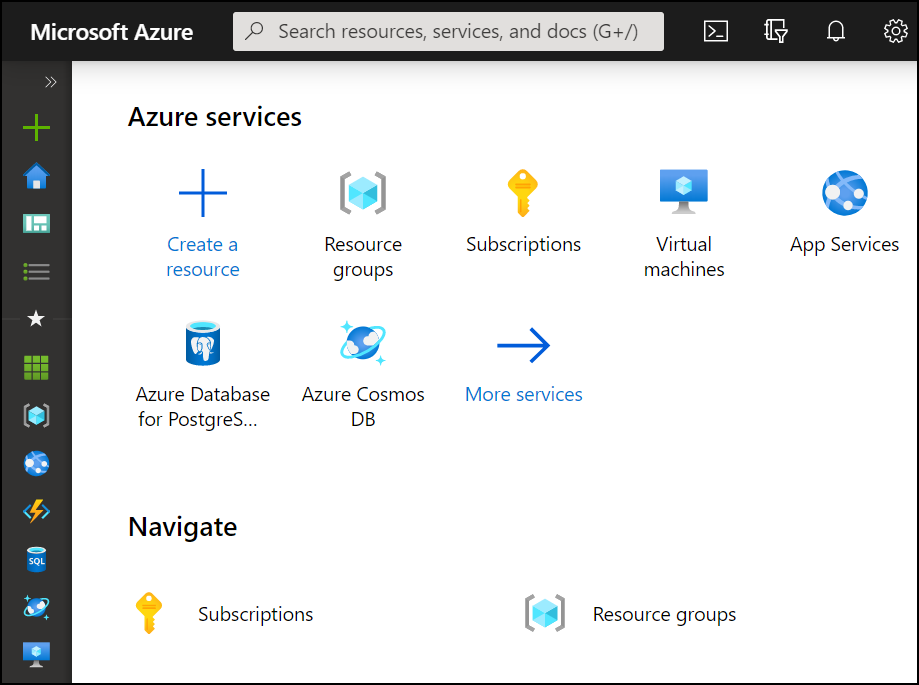 Microsoft Azure
Search resources, services, and docs (G+/)
Azure services
Create a
resource
Resource
groups
Subscriptions
Virtual
machines
App Services
Azure Database
for PostgreS...
Azure Cosmos
DB
More services
Navigate
SQL
Subscriptions
Resource groups